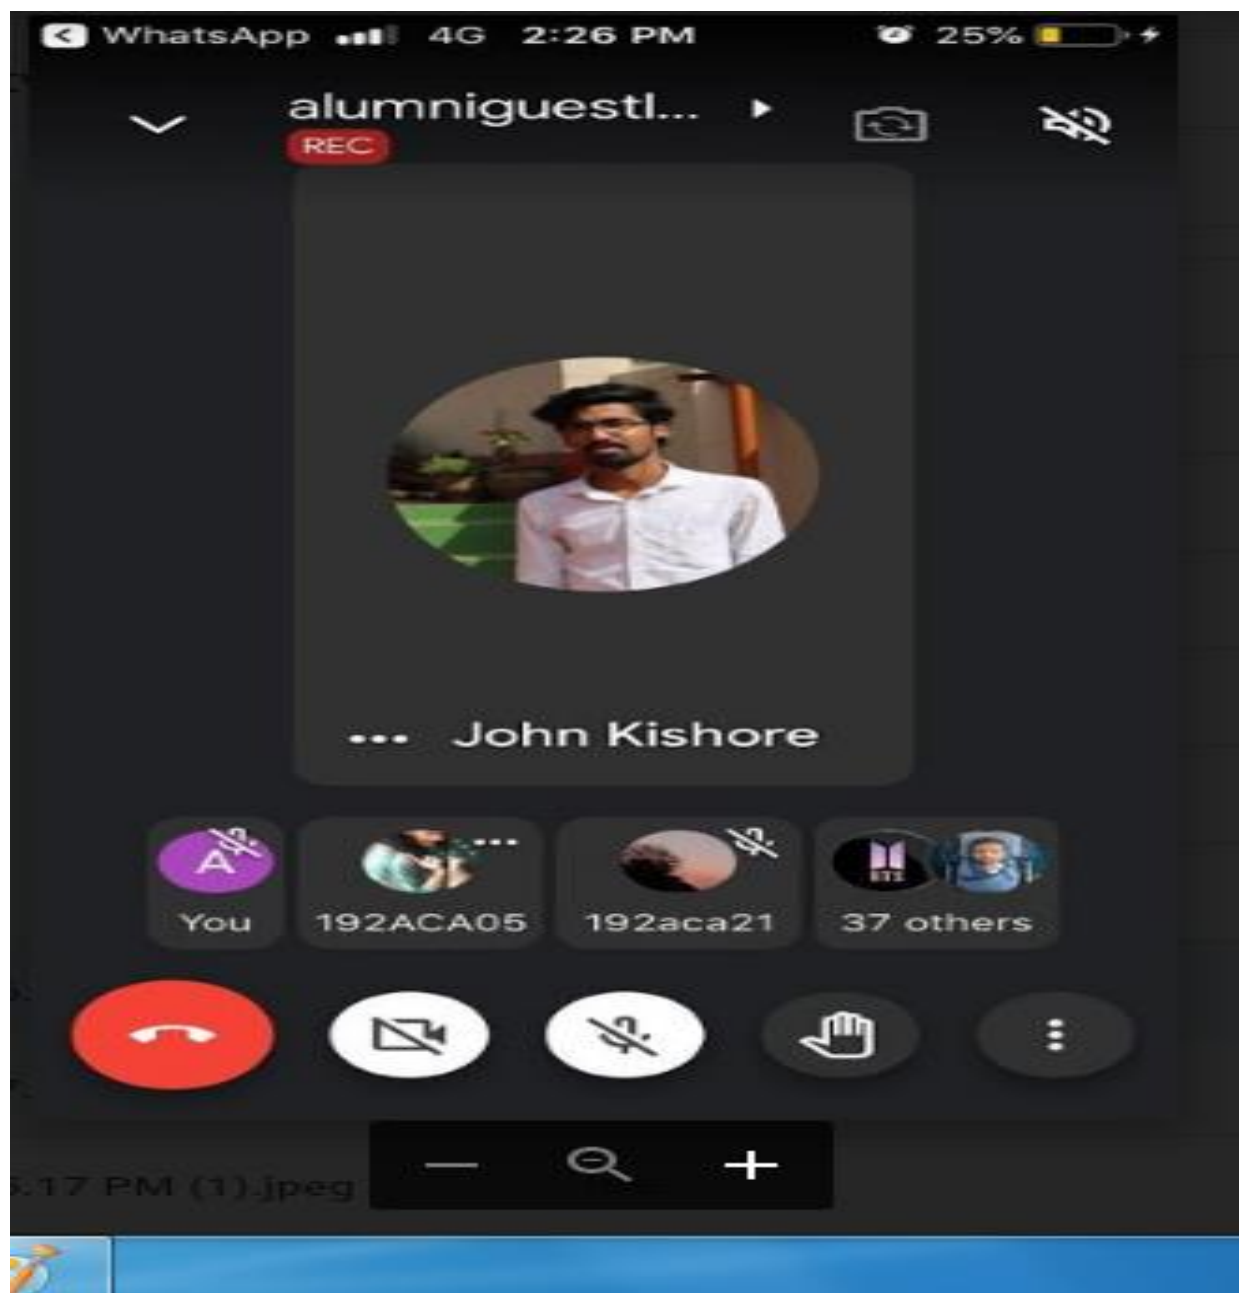 WhatsApp 4G 2:26 PM 25%
alumniguestl...
REC
John Kishore
A
BTS
You
192ACA05
192aca21
37 others
.17 PM (1).jpeg